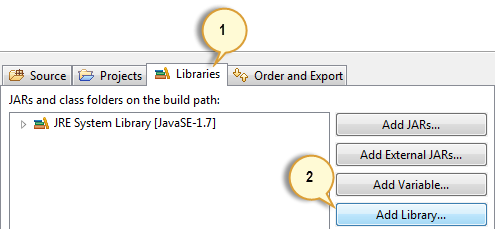 1
Source Projects Libraries Order and Export
JARs and class folders on the build path:
JRE System Library [JavaSE-1.7]
Add JARs...
Add External JARs...
2
Add Variable...
Add Library...